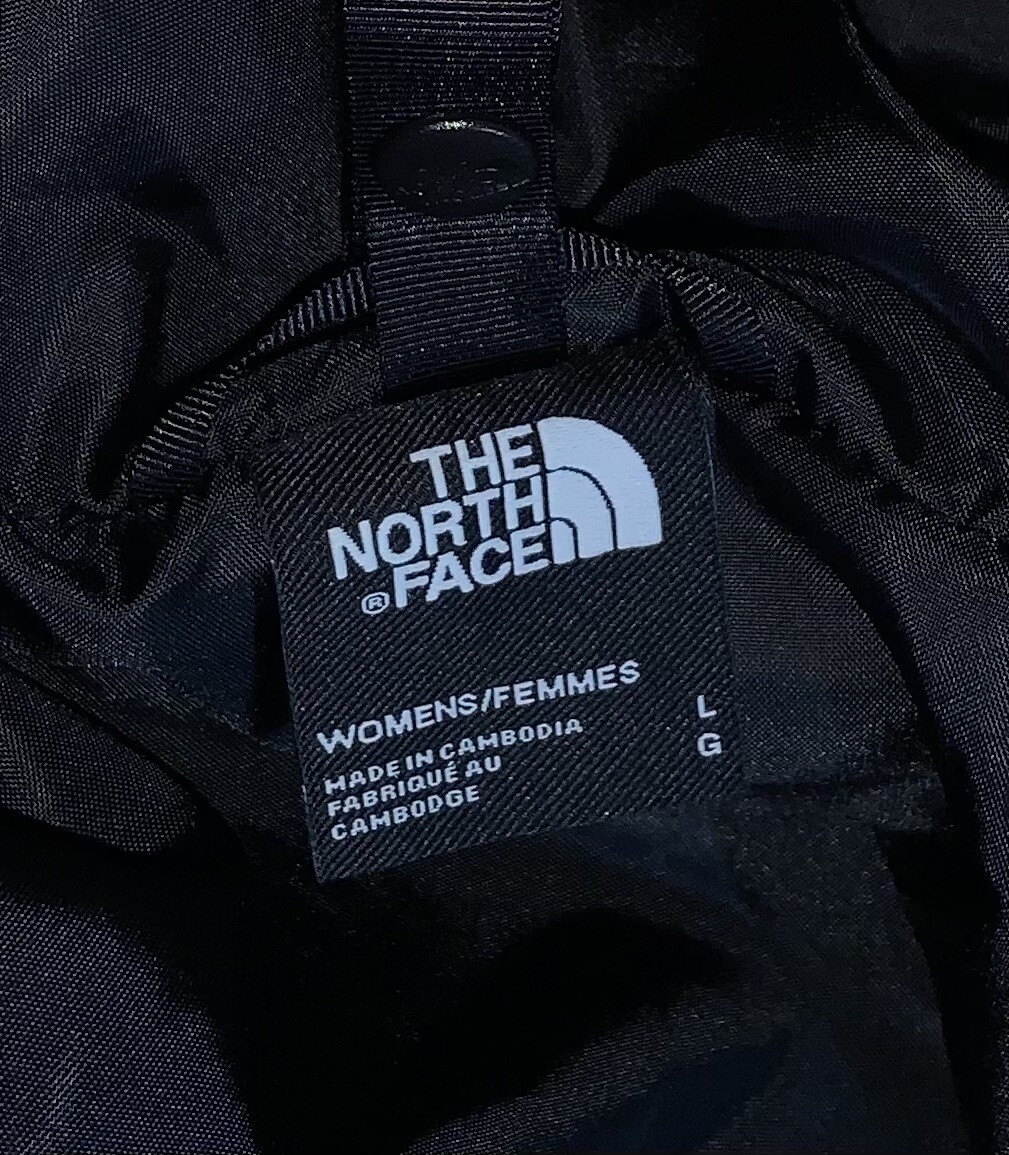 THE
NORTH
®FACE
WOMENS/FEMMES
MADE IN CAMBODIA
FABRIQUÉ AU
CAMBODGE
L
G